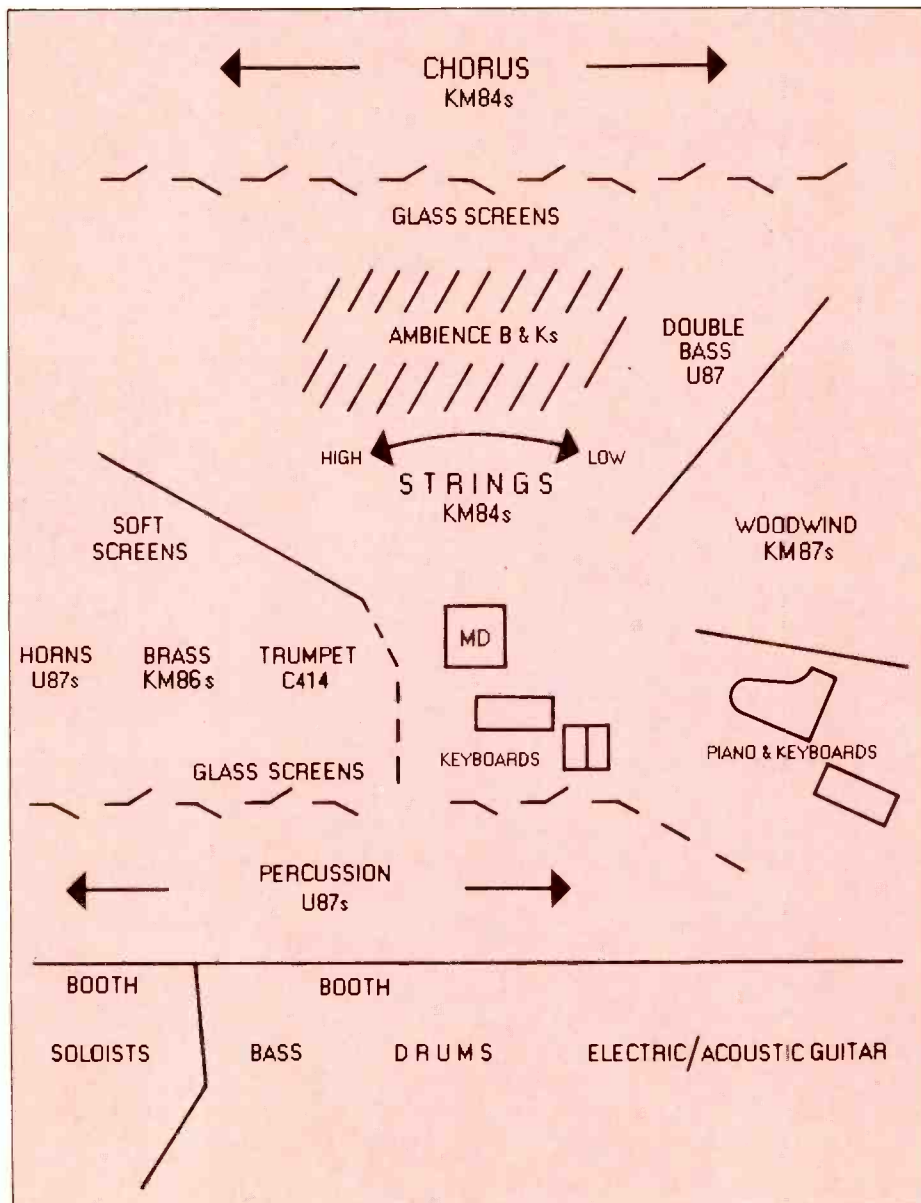 CHORUS
KM84s
GLASS SCREENS
AMBIENCE B & Ks
DOUBLE
BASS
U87
HIGH
LOW
STRINGS
KM84s
SOFT
SCREENS
WOODWIND
KM87s
MD
HORNS
U87s
BRASS
KM86s
TRUMPET
C414
KEYBOARDS
PIANO & KEYBOARDS
GLASS SCREENS
PERCUSSION
U87s
BOOTH
BOOTH
SOLOISTS
BASS
DRUMS
ELECTRIC/ACOUSTIC GUITAR